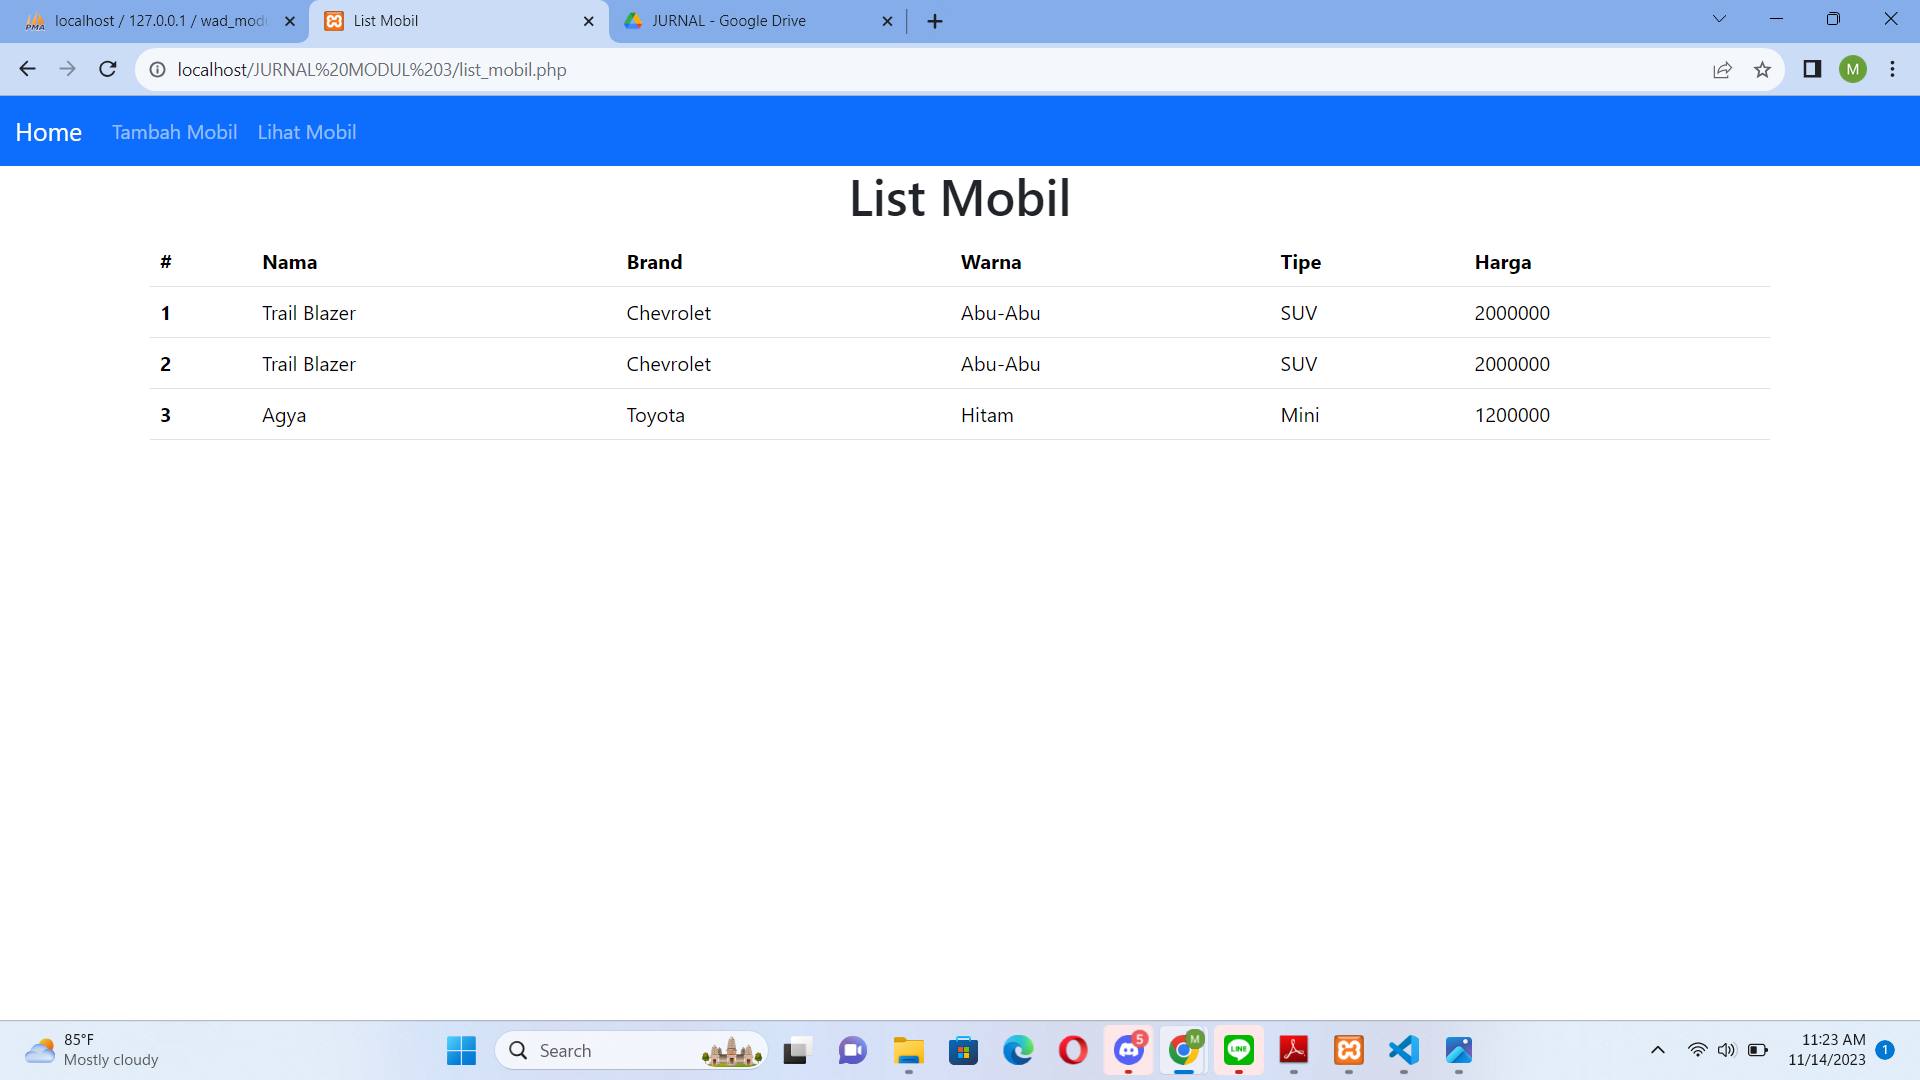 localhost / 127.0.0.1 / wad_modu
List Mobil
JURNAL - Google Drive
localhost/JURNAL%20MODUL%203/list_mobil.php
M
Home Tambah Mobil Lihat Mobil
List Mobil
# Nama Brand Warna Tipe Harga
1 Trail Blazer Chevrolet Abu-Abu SUV 2000000
2 Trail Blazer Chevrolet Abu-Abu SUV 2000000
3 Agya Toyota Hitam Mini 1200000
85°F
Mostly cloudy
Search
5
M
LINE
11:23 AM
11/14/2023
1